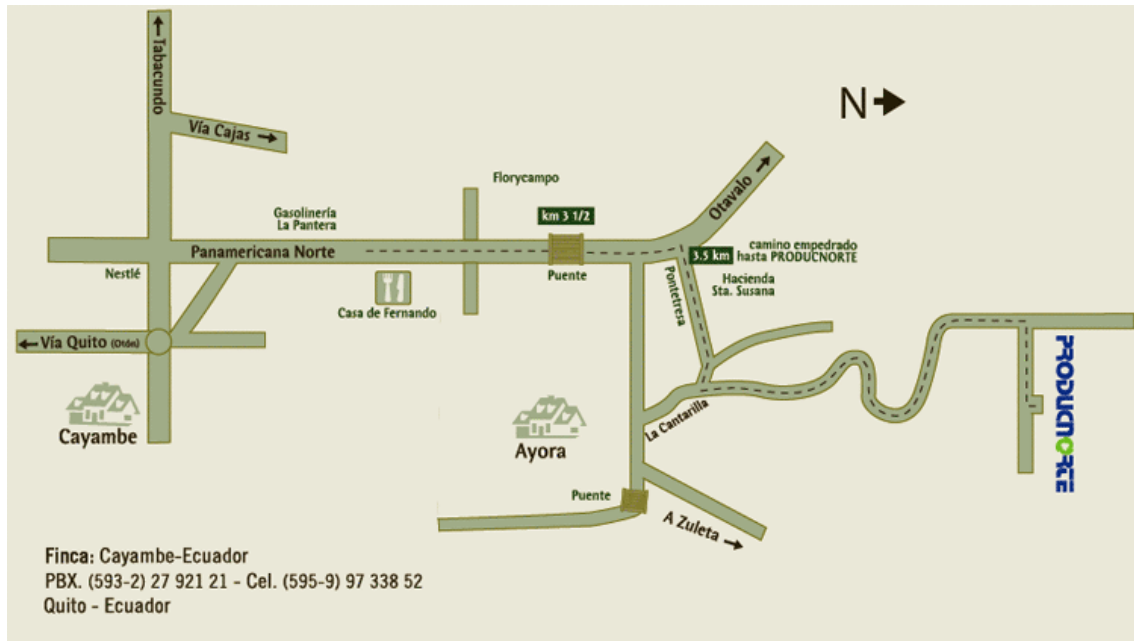 Tabacundo
Vía Cajas
N
Florycampo
Otavalo
Gasolinería
La Pantera
km 3 1/2
Panamericana Norte
3.5 km
camino empedrado
hasta PRODUCNORTE
Nestlé
Puente
Pontetresa
Hacienda
Sta. Susana
Casa de Fernando
Vía Quito (Otón)
PRODUCNORTE
Cayambe
La Cantarilla
Ayora
Puente
A Zuleta
Finca: Cayambe-Ecuador
PBX. (593-2) 27 921 21 - Cel. (595-9) 97 338 52
Quito - Ecuador